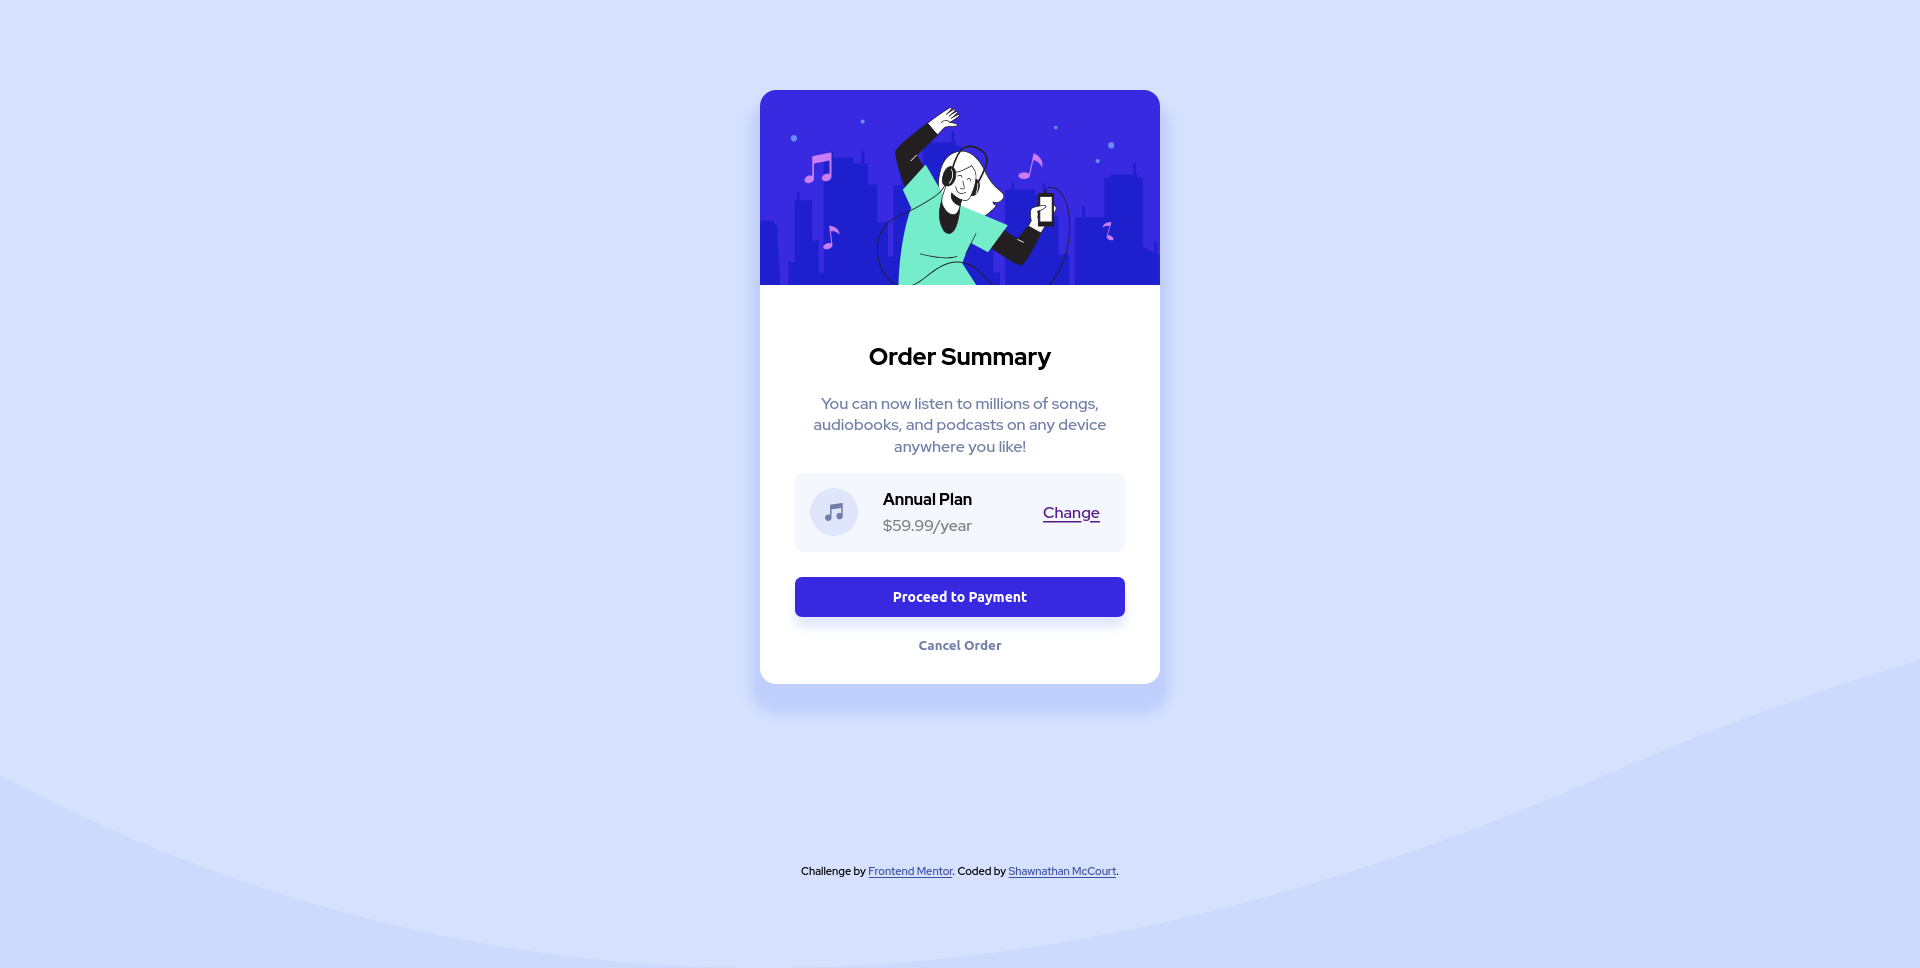 Order Summary
You can now listen to millions of songs,
audiobooks, and podcasts on any device
anywhere you like!
Annual Plan
$59.99/year
Change
Proceed to Payment
Cancel Order
Challenge by Frontend Mentor. Coded by Shawnathan McCourt.